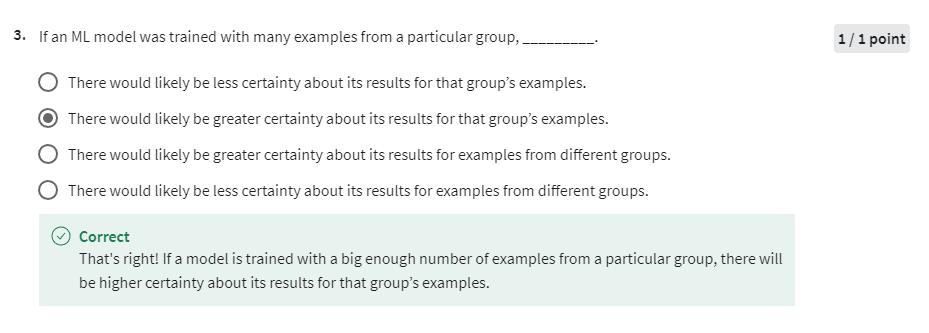 3. If an ML model was trained with many examples from a particular group, __________.
1 / 1 point
There would likely be less certainty about its results for that group’s examples.
There would likely be greater certainty about its results for that group’s examples.
There would likely be greater certainty about its results for examples from different groups.
There would likely be less certainty about its results for examples from different groups.
Correct
That's right! If a model is trained with a big enough number of examples from a particular group, there will
be higher certainty about its results for that group’s examples.